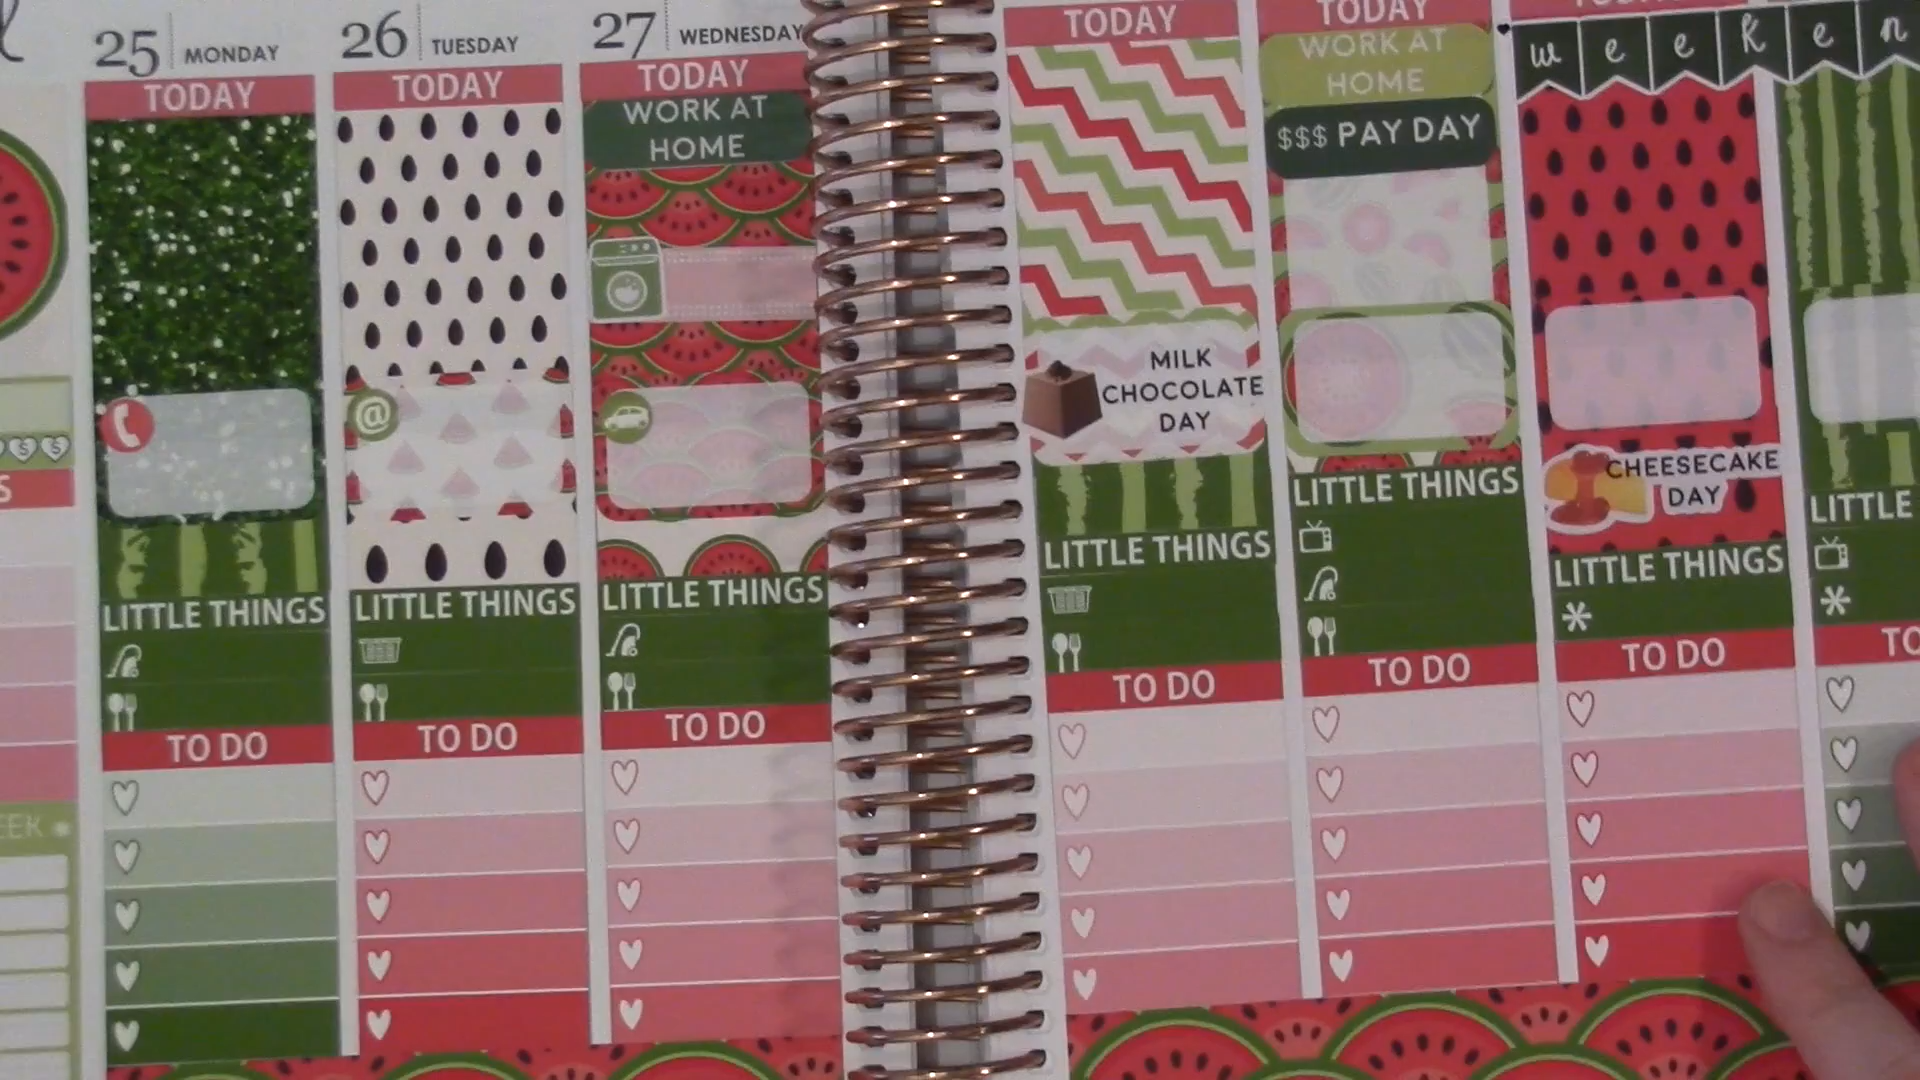 25 MONDAY
TODAY
LITTLE THINGS
TO DO
26 TUESDAY
TODAY
@
LITTLE THINGS
TO DO
27 WEDNESDAY
TODAY
WORK AT
HOME
LITTLE THINGS
TO DO
TODAY
MILK
CHOCOLATE
DAY
LITTLE THINGS
TO DO
TODAY
WORK AT
HOME
$$$ PAY DAY
LITTLE THINGS
TO DO
w e e k e n
CHEESECAKE
DAY
LITTLE THINGS
TO DO
LITTLE
TO
EEK
S
$ $